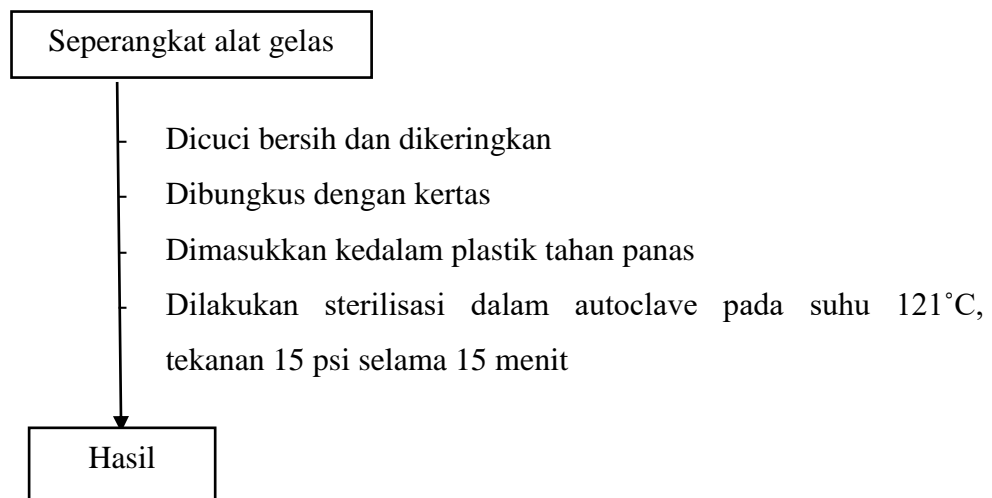 Seperangkat alat gelas
- Dicuci bersih dan dikeringkan
- Dibungkus dengan kertas
- Dimasukkan kedalam plastik tahan panas
- Dilakukan sterilisasi dalam autoclave pada suhu 121˚C,
tekanan 15 psi selama 15 menit
Hasil